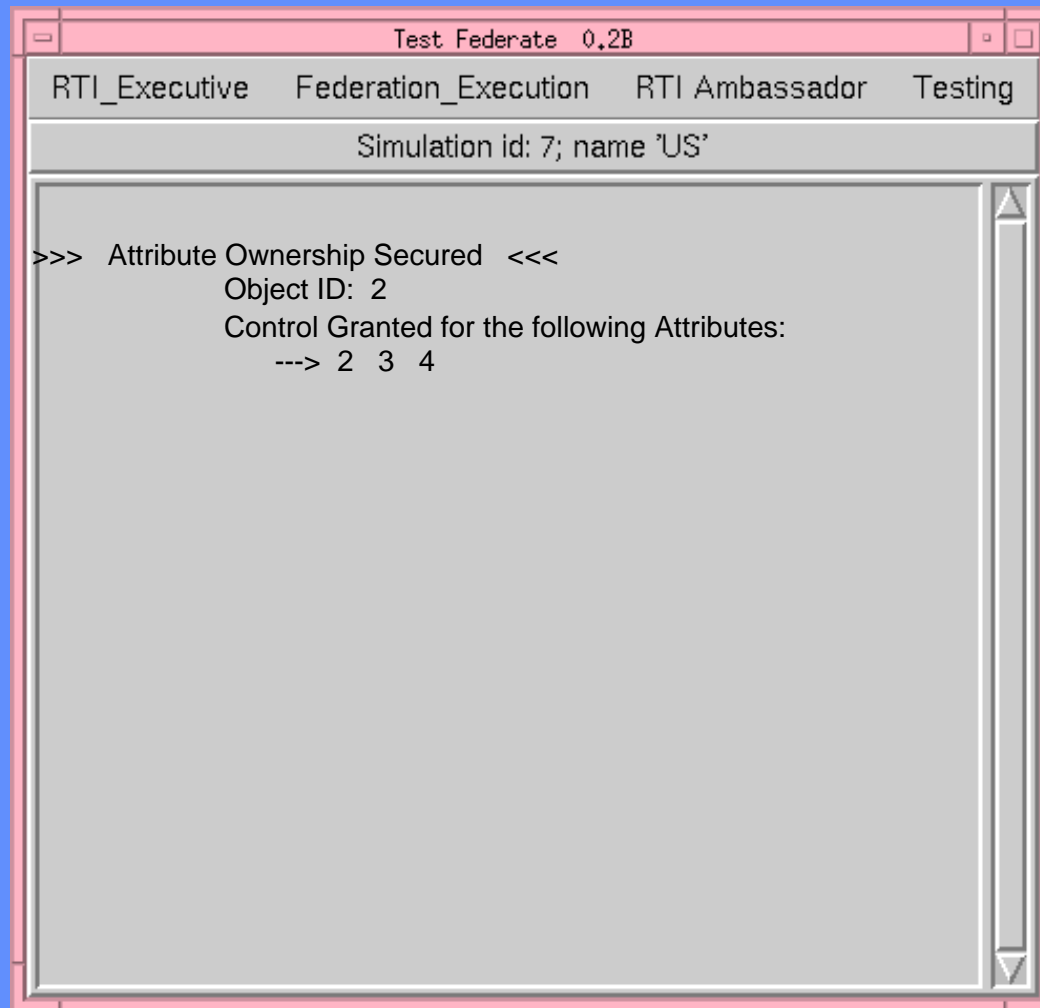 Test Federate 0.2B
RTI_Executive Federation_Execution RTI Ambassador Testing
Simulation id: 7; name 'US'
>>> Attribute Ownership Secured <<<
Object ID: 2
Control Granted for the following Attributes:
---> 2 3 4